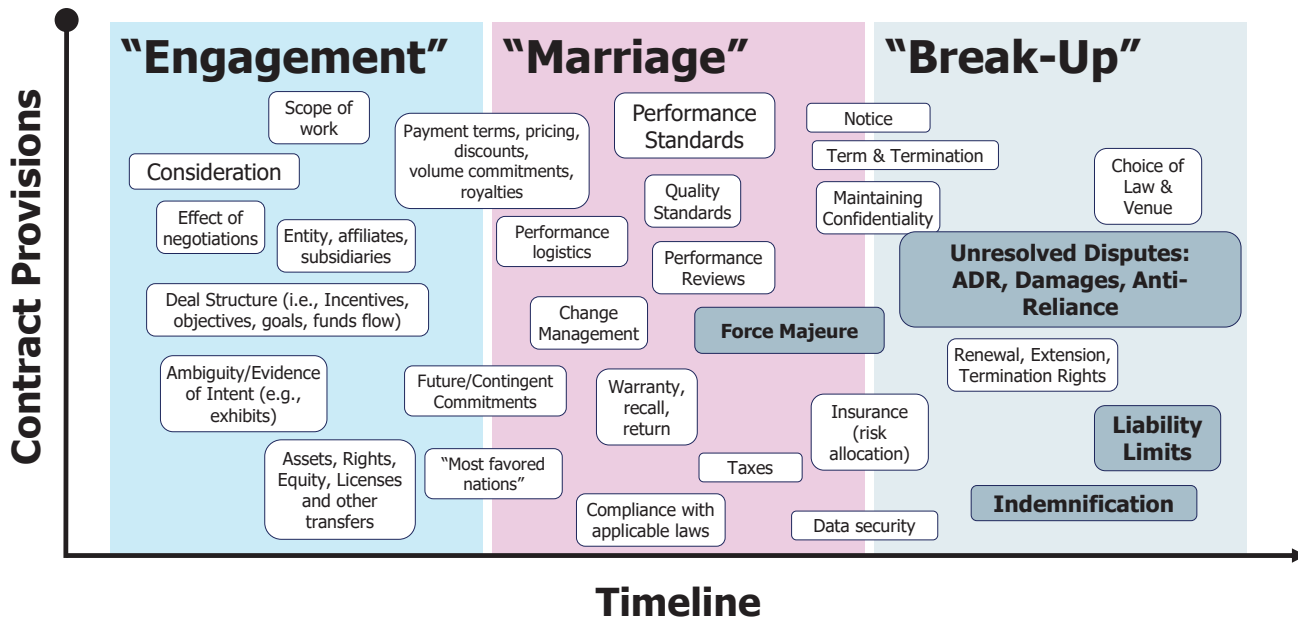 “Engagement”
“Marriage”
“Break-Up”
Contract Provisions
Scope of
work
Consideration
Effect of
negotiations
Entity, affiliates,
subsidiaries
Deal Structure (i.e., Incentives,
objectives, goals, funds flow)
Ambiguity/Evidence
of Intent (e.g.,
exhibits)
Assets, Rights,
Equity, Licenses
and other
transfers
Payment terms, pricing,
discounts,
volume commitments,
royalties
Future/Contingent
Commitments
“Most favored
nations”
Performance
Standards
Quality
Standards
Performance
logistics
Performance
Reviews
Change
Management
Force Majeure
Warranty,
recall,
return
Taxes
Compliance with
applicable laws
Notice
Term & Termination
Maintaining
Confidentiality
Insurance
(risk
allocation)
Data security
Choice of
Law &
Venue
Unresolved Disputes:
ADR, Damages, Anti-
Reliance
Renewal, Extension,
Termination Rights
Liability
Limits
Indemnification
Timeline